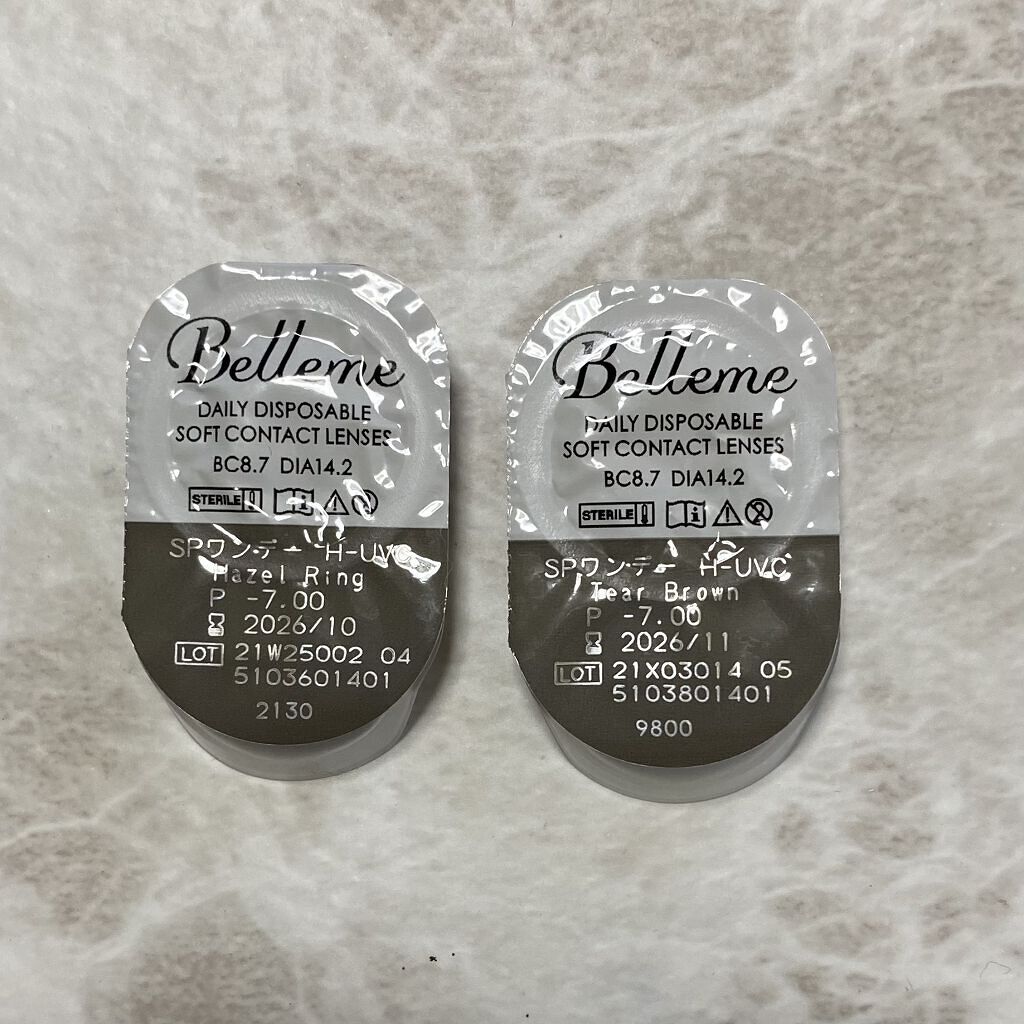 Belleme
DAILY DISPOSABLE
SOFT CONTACT LENSES
BC8.7 DIA14.2
STERILE
SPワンデー H-UVC
Hazel Ring
P -7.00
2026/10
LOT 21W25002 04
5103601401
2130
Belleme
DAILY DISPOSABLE
SOFT CONTACT LENSES
BC8.7 DIA14.2
STERILE i
SPワンデー H-UVC
Tear Brown
P -7.00
2026/11
LOT 21X03014 05
5103801401
9800